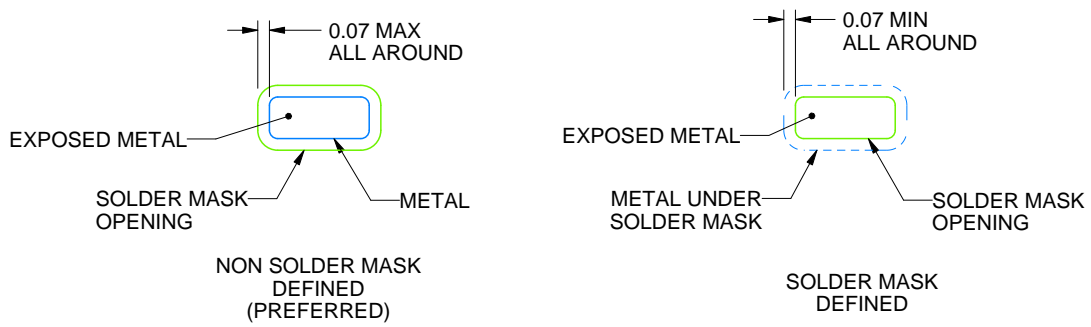 0.07 MAX
ALL AROUND
EXPOSED METAL
SOLDER MASK
OPENING
METAL
NON SOLDER MASK
DEFINED
(PREFERRED)
0.07 MIN
ALL AROUND
EXPOSED METAL
METAL UNDER
SOLDER MASK
SOLDER MASK
OPENING
SOLDER MASK
DEFINED